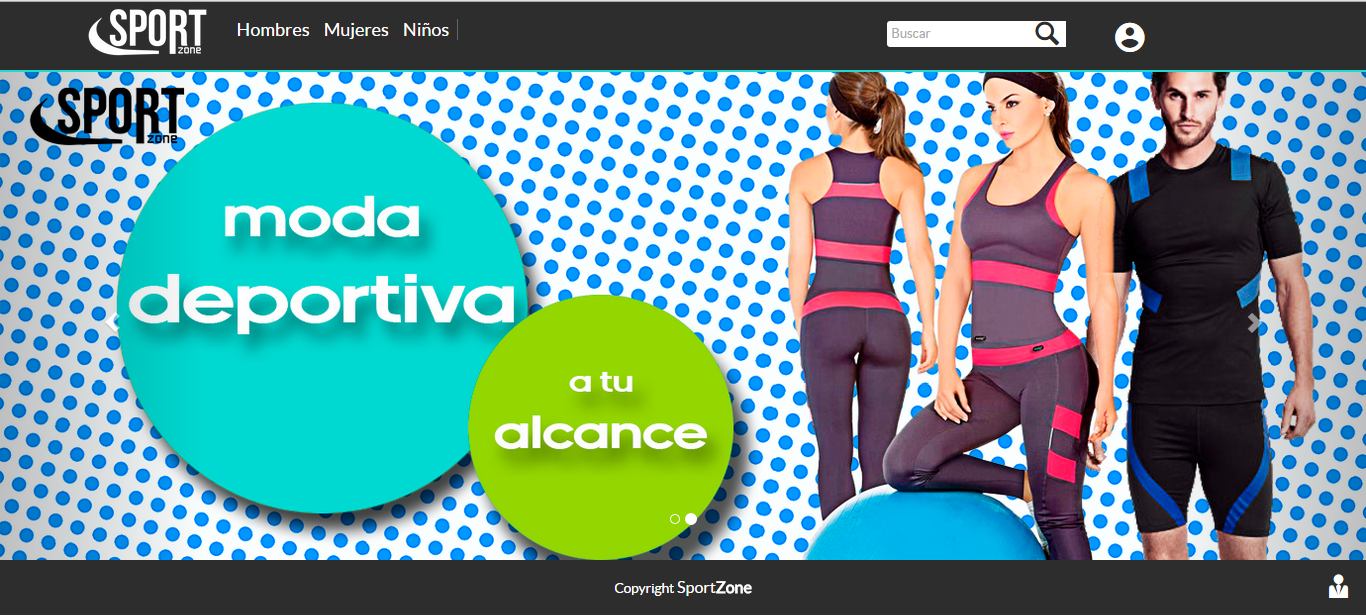 SPORT
zone
Hombres Mujeres Niños
Buscar
SPORT
zone
moda
deportiva
a tu
alcance
Copyright SportZone